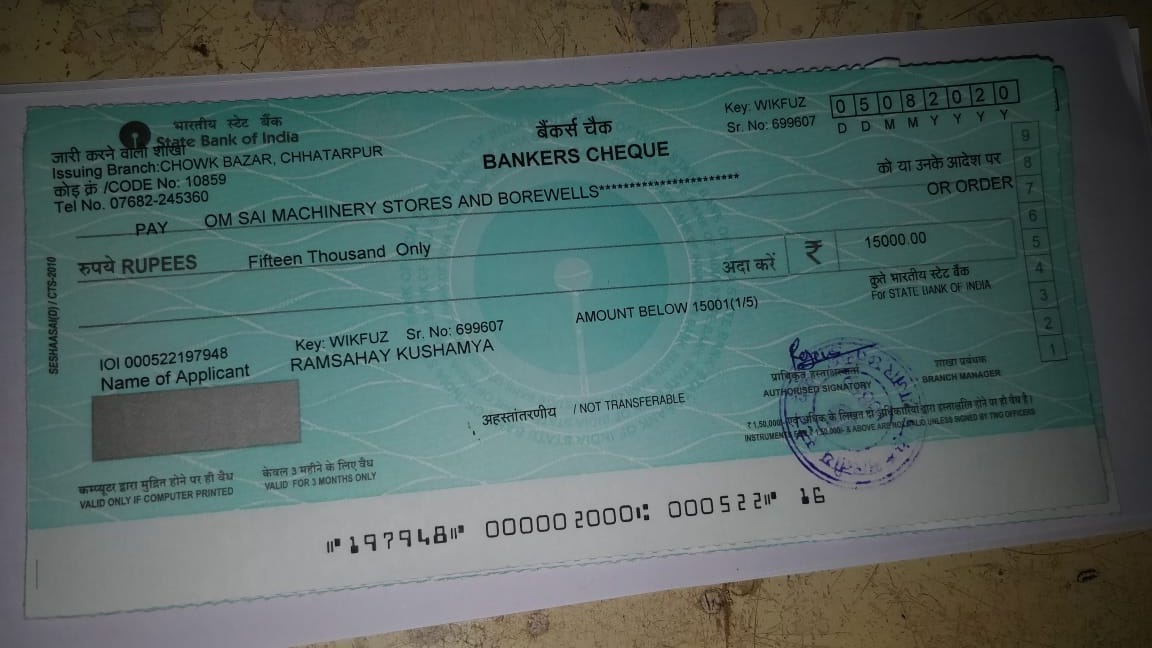 भारतीय स्टेट बैंक
State Bank of India
जारी करने वाली शाखा
Issuing Branch:CHOWK BAZAR, CHHATARPUR
कोड़ क्रं /CODE No: 10859
Tel No. 07682-245360
बैंकर्स चैक
BANKERS CHEQUE
Key: WIKFUZ
Sr. No: 699607
0 5 0 8 2 0 2 0
D D M M Y Y Y Y
को या उनके आदेश पर
PAY OM SAI MACHINERY STORES AND BOREWELLS************************ OR ORDER
रुपये RUPEES Fifteen Thousand Only
अदा करें ₹ 15000.00
कृते भारतीय स्टेट बैंक
For STATE BANK OF INDIA
AMOUNT BELOW 15001(1/5)
IOI 000522197948 Key: WIKFUZ Sr. No: 699607
Name of Applicant RAMSAHAY KUSHAMYA
अहस्तांतरणीय / NOT TRANSFERABLE
प्राधिकृत हस्ताक्षरकर्ता
AUTHORISED SIGNATORY
शाखा प्रबंधक
BRANCH MANAGER
₹ 1,50,000/- एवं अधिक के लिखत दो अधिकारियों द्वारा हस्ताक्षरित होने पर ही वैध है।
INSTRUMENTS FOR ₹ 1,50,000/- & ABOVE ARE NOT VALID UNLESS SIGNED BY TWO OFFICERS
कम्प्यूटर द्वारा मुद्रित होने पर ही वैध
VALID ONLY IF COMPUTER PRINTED
केवल 3 महीने के लिए वैध
VALID FOR 3 MONTHS ONLY
197948 000002000 000522 16
SESHAASAI(D) / CTS-2010
9
8
7
6
5
4
3
2
1